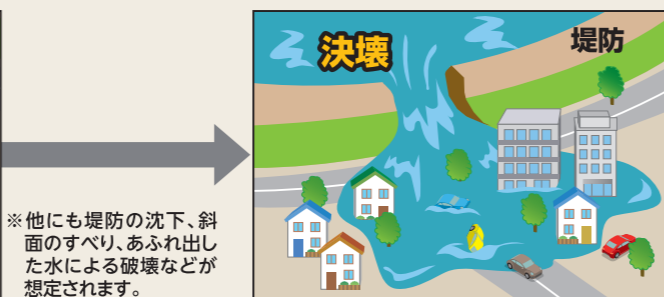 決壊
堤防
※他にも堤防の沈下、斜
面のすべり、あふれ出し
た水による破壊などが
想定されます。